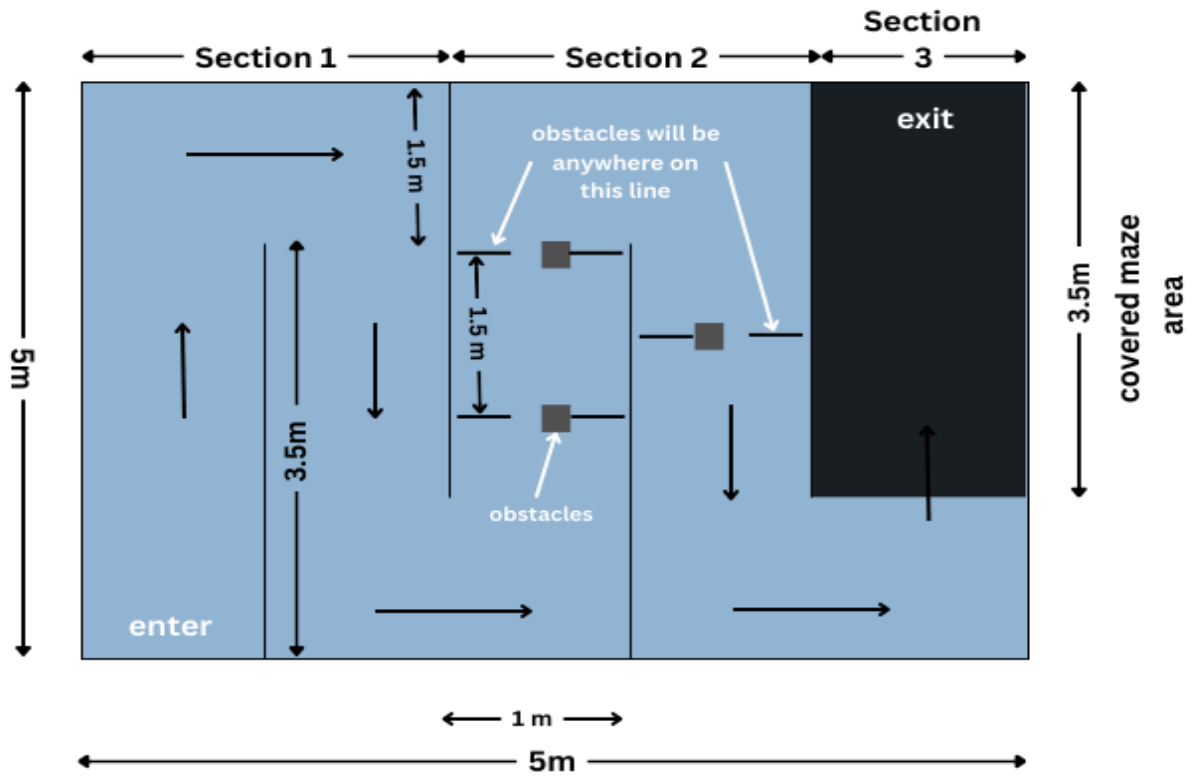 Section 1
Section 2
Section
3
exit
1.5 m
obstacles will be
anywhere on
this line
5m
1.5 m
3.5m
3.5m
covered maze
area
obstacles
enter
1 m
5m